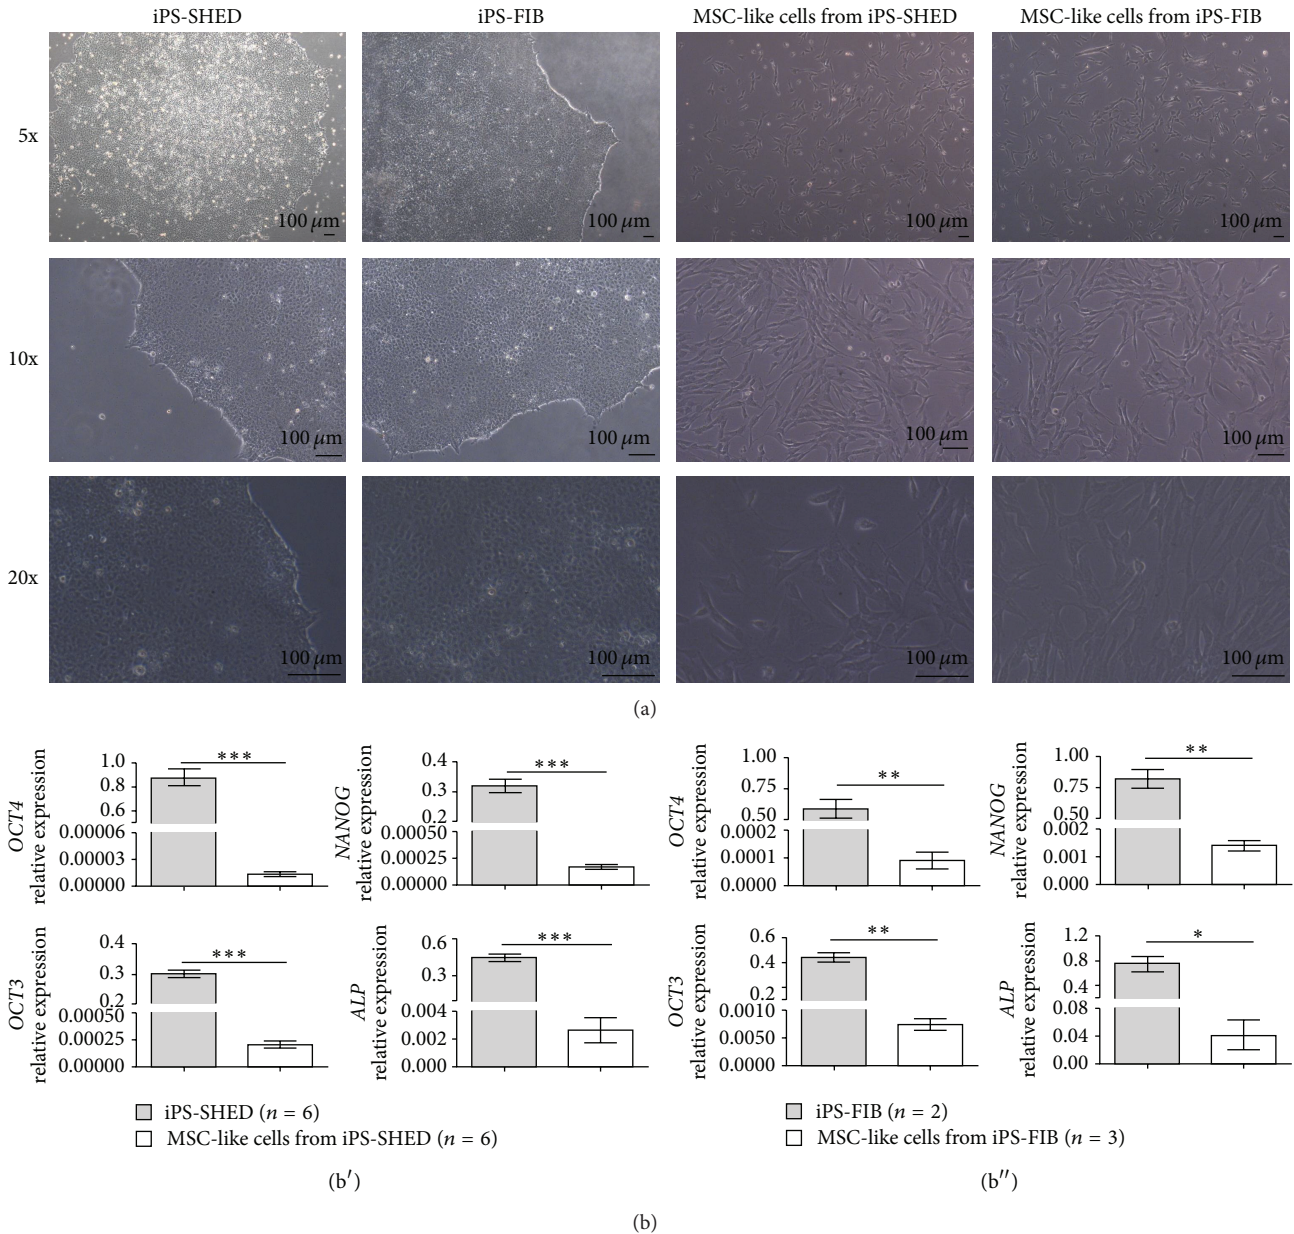 iPS-SHED iPS-FIB MSC-like cells from iPS-SHED MSC-like cells from iPS-FIB
5x
100 μm 100 μm 100 μm 100 μm
10x
100 μm 100 μm 100 μm 100 μm
20x
100 μm 100 μm 100 μm 100 μm
(a)
OCT4
relative expression
1.0
0.8
0.6
0.00006
0.00003
0.00000
***
NANOG
relative expression
0.4
0.3
0.2
0.00050
0.00025
0.00000
***
OCT4
relative expression
1.00
0.75
0.50
0.0002
0.0001
0.0000
**
NANOG
relative expression
1.00
0.75
0.50
0.002
0.001
0.000
**
OCT3
relative expression
0.4
0.3
0.2
0.00050
0.00025
0.00000
***
ALP
relative expression
0.6
0.3
0.004
0.002
0.000
***
OCT3
relative expression
0.6
0.4
0.2
0.0010
0.0050
0.0000
**
ALP
relative expression
1.2
0.8
0.4
0.08
0.04
0.00
*
iPS-SHED (n = 6)
MSC-like cells from iPS-SHED (n = 6)
iPS-FIB (n = 2)
MSC-like cells from iPS-FIB (n = 3)
(b′) (b″)
(b)